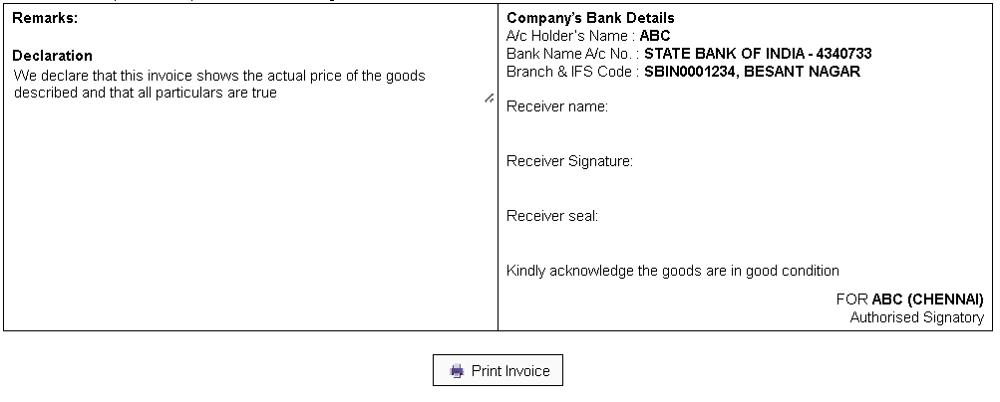 Remarks:
Declaration
We declare that this invoice shows the actual price of the goods
described and that all particulars are true
Company's Bank Details
A/c Holder's Name : ABC
Bank Name A/c No. : STATE BANK OF INDIA - 4340733
Branch & IFS Code : SBIN0001234, BESANT NAGAR
Receiver name:
Receiver Signature:
Receiver seal:
Kindly acknowledge the goods are in good condition
FOR ABC (CHENNAI)
Authorised Signatory
Print Invoice